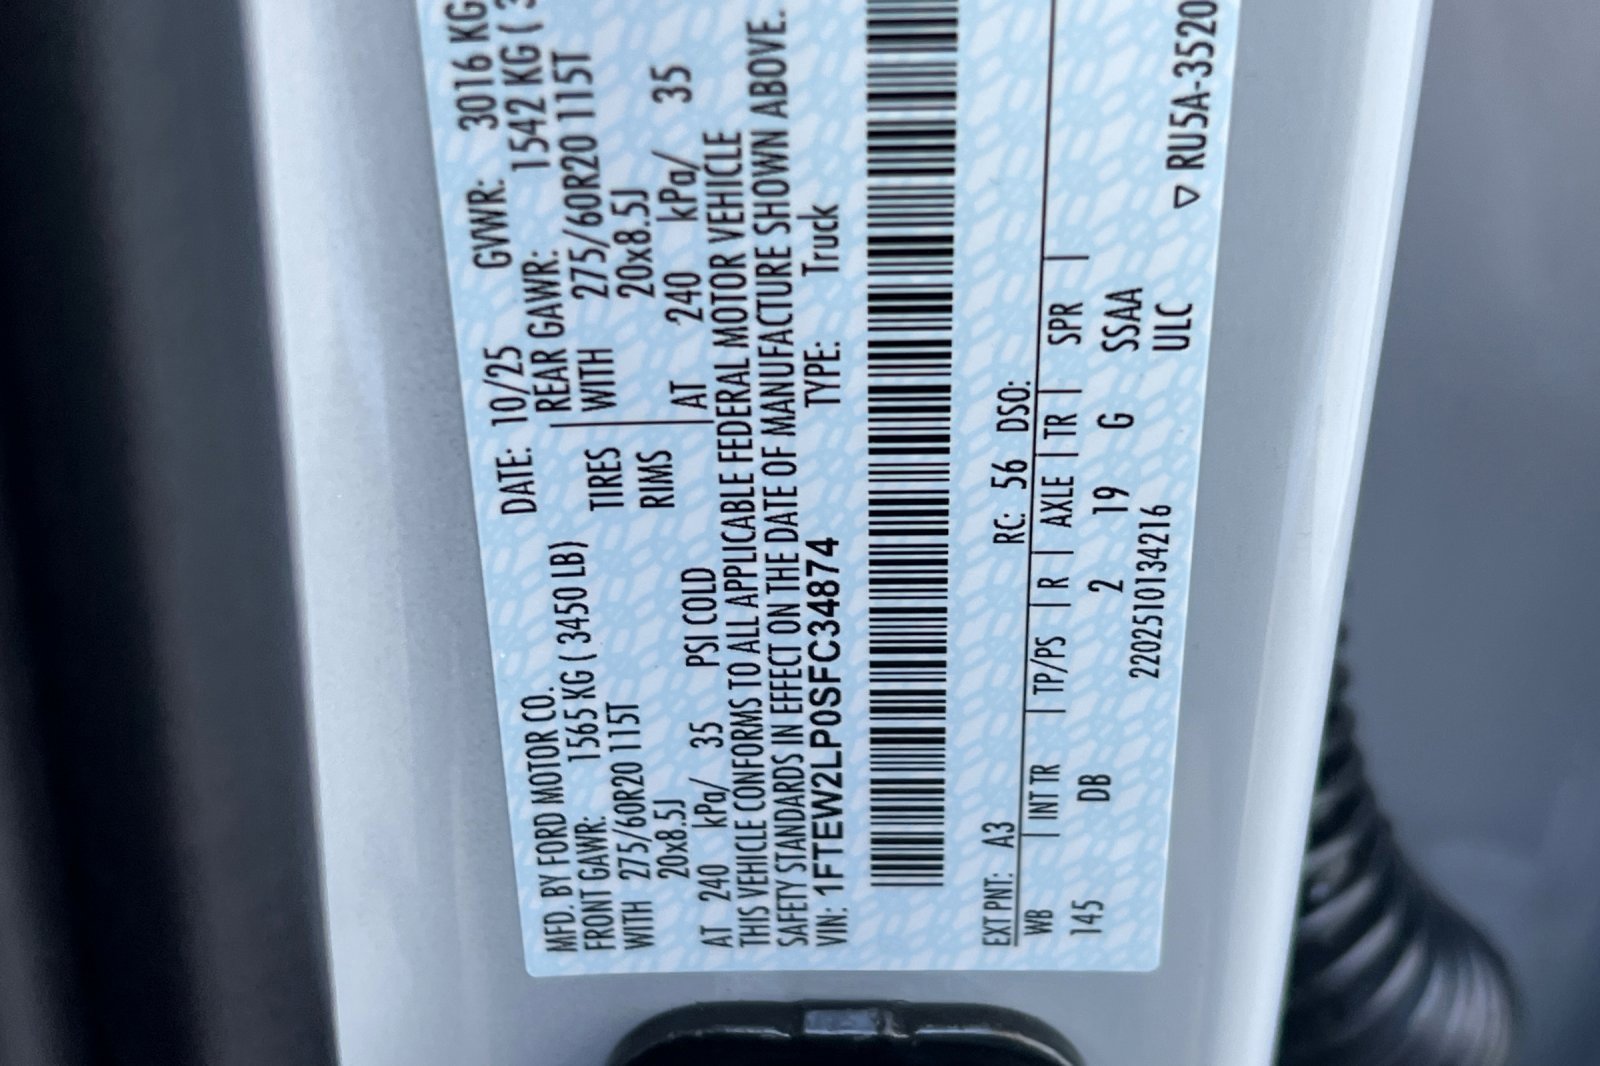 MFD. BY FORD MOTOR CO. DATE: 10/25 GVWR: 3016 KG
FRONT GAWR: 1565 KG ( 3450 LB) REAR GAWR: 1542 KG (
WITH 275/60R20 115T TIRES WITH 275/60R20 115T
20x8.5J RIMS 20x8.5J
AT 240 kPa/ 35 PSI COLD AT 240 kPa/ 35
THIS VEHICLE CONFORMS TO ALL APPLICABLE FEDERAL MOTOR VEHICLE
SAFETY STANDARDS IN EFFECT ON THE DATE OF MANUFACTURE SHOWN ABOVE.
VIN: 1FTEW2LP0SFC34874 TYPE: Truck
EXT PNT: A3 RC: 56 DSO:
WB | INT TR | TP/PS | R | AXLE | TR | SPR |
145 DB 2 19 G SSAA
220251013 4216 ULC
▽ RU5A-3520